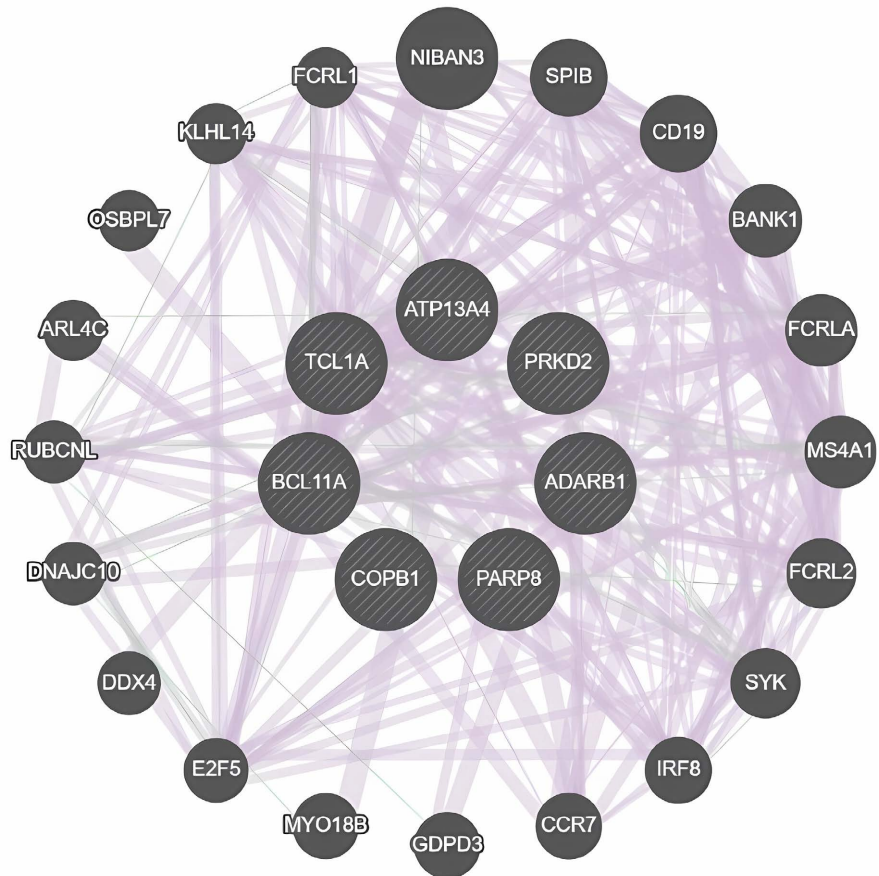 NIBAN3
FCRL1
SPIB
KLHL14
CD19
OSBPL7
BANK1
ATP13A4
ARL4C
FCRLA
TCL1A
PRKD2
RUBCNL
MS4A1
BCL11A
ADARB1
DNAJC10
FCRL2
COPB1
PARP8
DDX4
SYK
E2F5
IRF8
MYO18B
CCR7
GDPD3